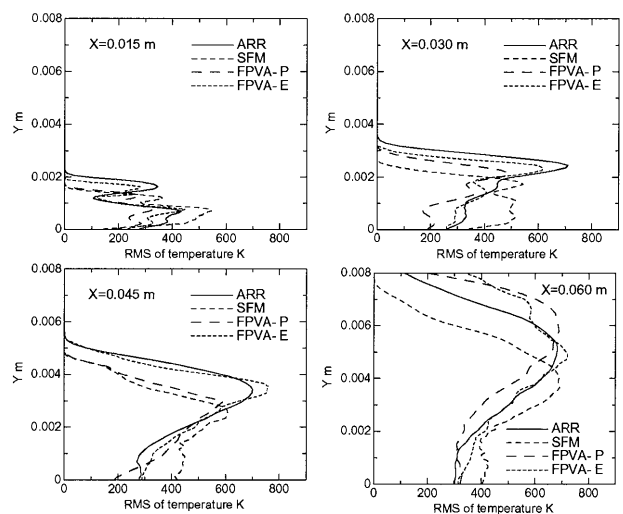 0.008
X=0.015 m
ARR
SFM
FPVA-P
FPVA-E
0.006
Y m
0.004
0.002
0
0 200 400 600 800
RMS of temperature K
0.008
X=0.030 m
ARR
SFM
FPVA-P
FPVA-E
0.006
Y m
0.004
0.002
0
0 200 400 600 800
RMS of temperature K
0.008
X=0.045 m
ARR
SFM
FPVA-P
FPVA-E
0.006
Y m
0.004
0.002
0
0 200 400 600 800
RMS of temperature K
0.008
X=0.060 m
0.006
Y m
0.004
0.002
ARR
SFM
FPVA-P
FPVA-E
0
0 200 400 600 800
RMS of temperature K